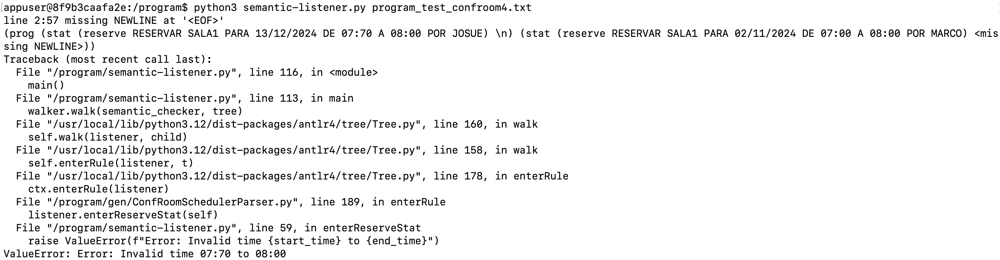 [appuser@8f9b3caafa2e:/program$ python3 semantic-listener.py program_test_confroom4.txt
line 2:57 missing NEWLINE at '<EOF>'
(prog (stat (reserve RESERVAR SALA1 PARA 13/12/2024 DE 07:70 A 08:00 POR JOSUE) \n) (stat (reserve RESERVAR SALA1 PARA 02/11/2024 DE 07:00 A 08:00 POR MARCO) <mis
sing NEWLINE>))
Traceback (most recent call last):
  File "/program/semantic-listener.py", line 116, in <module>
    main()
  File "/program/semantic-listener.py", line 113, in main
    walker.walk(semantic_checker, tree)
  File "/usr/local/lib/python3.12/dist-packages/antlr4/tree/Tree.py", line 160, in walk
    self.walk(listener, child)
  File "/usr/local/lib/python3.12/dist-packages/antlr4/tree/Tree.py", line 158, in walk
    self.enterRule(listener, t)
  File "/usr/local/lib/python3.12/dist-packages/antlr4/tree/Tree.py", line 178, in enterRule
    ctx.enterRule(listener)
  File "/program/gen/ConfRoomSchedulerParser.py", line 189, in enterRule
    listener.enterReserveStat(self)
  File "/program/semantic-listener.py", line 59, in enterReserveStat
    raise ValueError(f"Error: Invalid time {start_time} to {end_time}")
ValueError: Error: Invalid time 07:70 to 08:00